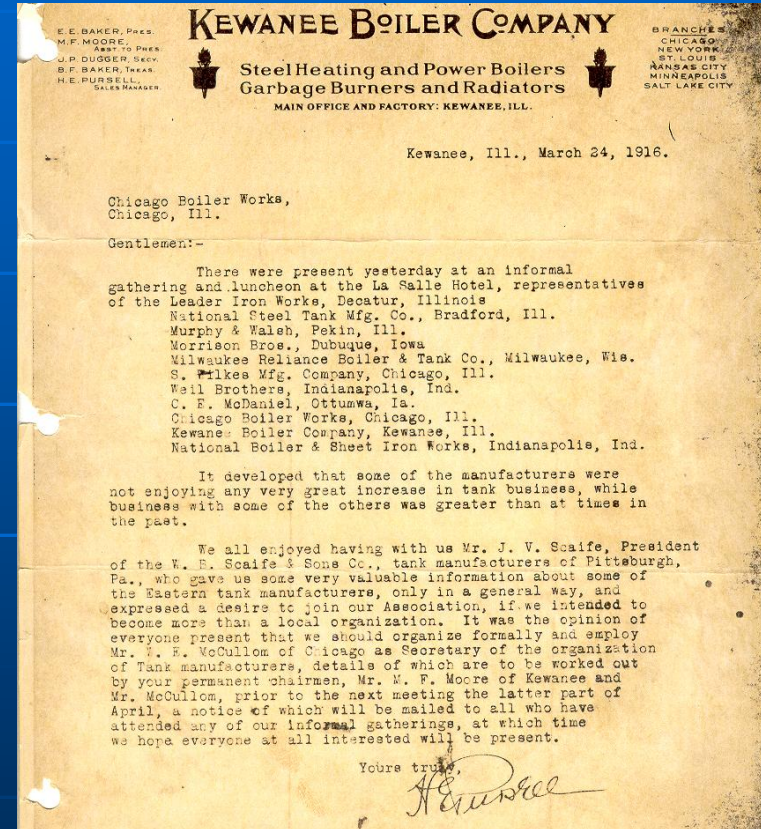 E.E. BAKER, PRES.
M.F. MOORE,
ASST. TO PRES.
J.P. DUGGER, SECY.
B.F. BAKER, TREAS.
H.E. PURSELL,
SALES MANAGER.
KEWANEE BOILER COMPANY
Steel Heating and Power Boilers
Garbage Burners and Radiators
MAIN OFFICE AND FACTORY: KEWANEE, ILL.
BRANCHES
CHICAGO
NEW YORK
ST. LOUIS
KANSAS CITY
MINNEAPOLIS
SALT LAKE CITY
Kewanee, Ill., March 24, 1916.
Chicago Boiler Works,
Chicago, Ill.
Gentlemen:-
There were present yesterday at an informal
gathering and luncheon at the La Salle Hotel, representatives
of the Leader Iron Works, Decatur, Illinois
National Steel Tank Mfg. Co., Bradford, Ill.
Murphy & Walsh, Pekin, Ill.
Morrison Bros., Dubuque, Iowa
Milwaukee Reliance Boiler & Tank Co., Milwaukee, Wis.
S. Wilkes Mfg. Company, Chicago, Ill.
Weil Brothers, Indianapolis, Ind.
C. E. McDaniel, Ottumwa, Ia.
Chicago Boiler Works, Chicago, Ill.
Kewanee Boiler Company, Kewanee, Ill.
National Boiler & Sheet Iron Works, Indianapolis, Ind.
It developed that some of the manufacturers were
not enjoying any very great increase in tank business, while
business with some of the others was greater than at times in
the past.
We all enjoyed having with us Mr. J. V. Scaife, President
of the W. B. Scaife & Sons Co., tank manufacturers of Pittsburgh,
Pa., who gave us some very valuable information about some of
the Eastern tank manufacturers, only in a general way, and
expressed a desire to join our Association, if we intended to
become more than a local organization. It was the opinion of
everyone present that we should organize formally and employ
Mr. W. E. McCullom of Chicago as Secretary of the organization
of Tank manufacturers, details of which are to be worked out
by your permanent chairmen, Mr. M. F. Moore of Kewanee and
Mr. McCullom, prior to the next meeting the latter part of
April, a notice of which will be mailed to all who have
attended any of our informal gatherings, at which time
we hope everyone at all interested will be present.
Yours truly,
HEPursell